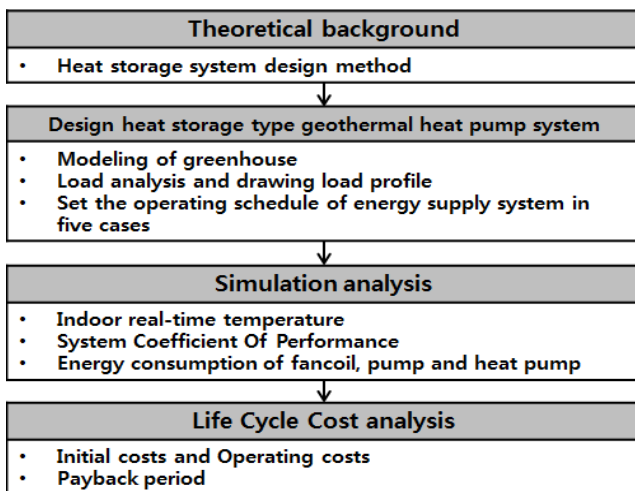 Theoretical background
• Heat storage system design method
Design heat storage type geothermal heat pump system
• Modeling of greenhouse
• Load analysis and drawing load profile
• Set the operating schedule of energy supply system in
five cases
Simulation analysis
• Indoor real-time temperature
• System Coefficient Of Performance
• Energy consumption of fancoil, pump and heat pump
Life Cycle Cost analysis
• Initial costs and Operating costs
• Payback period